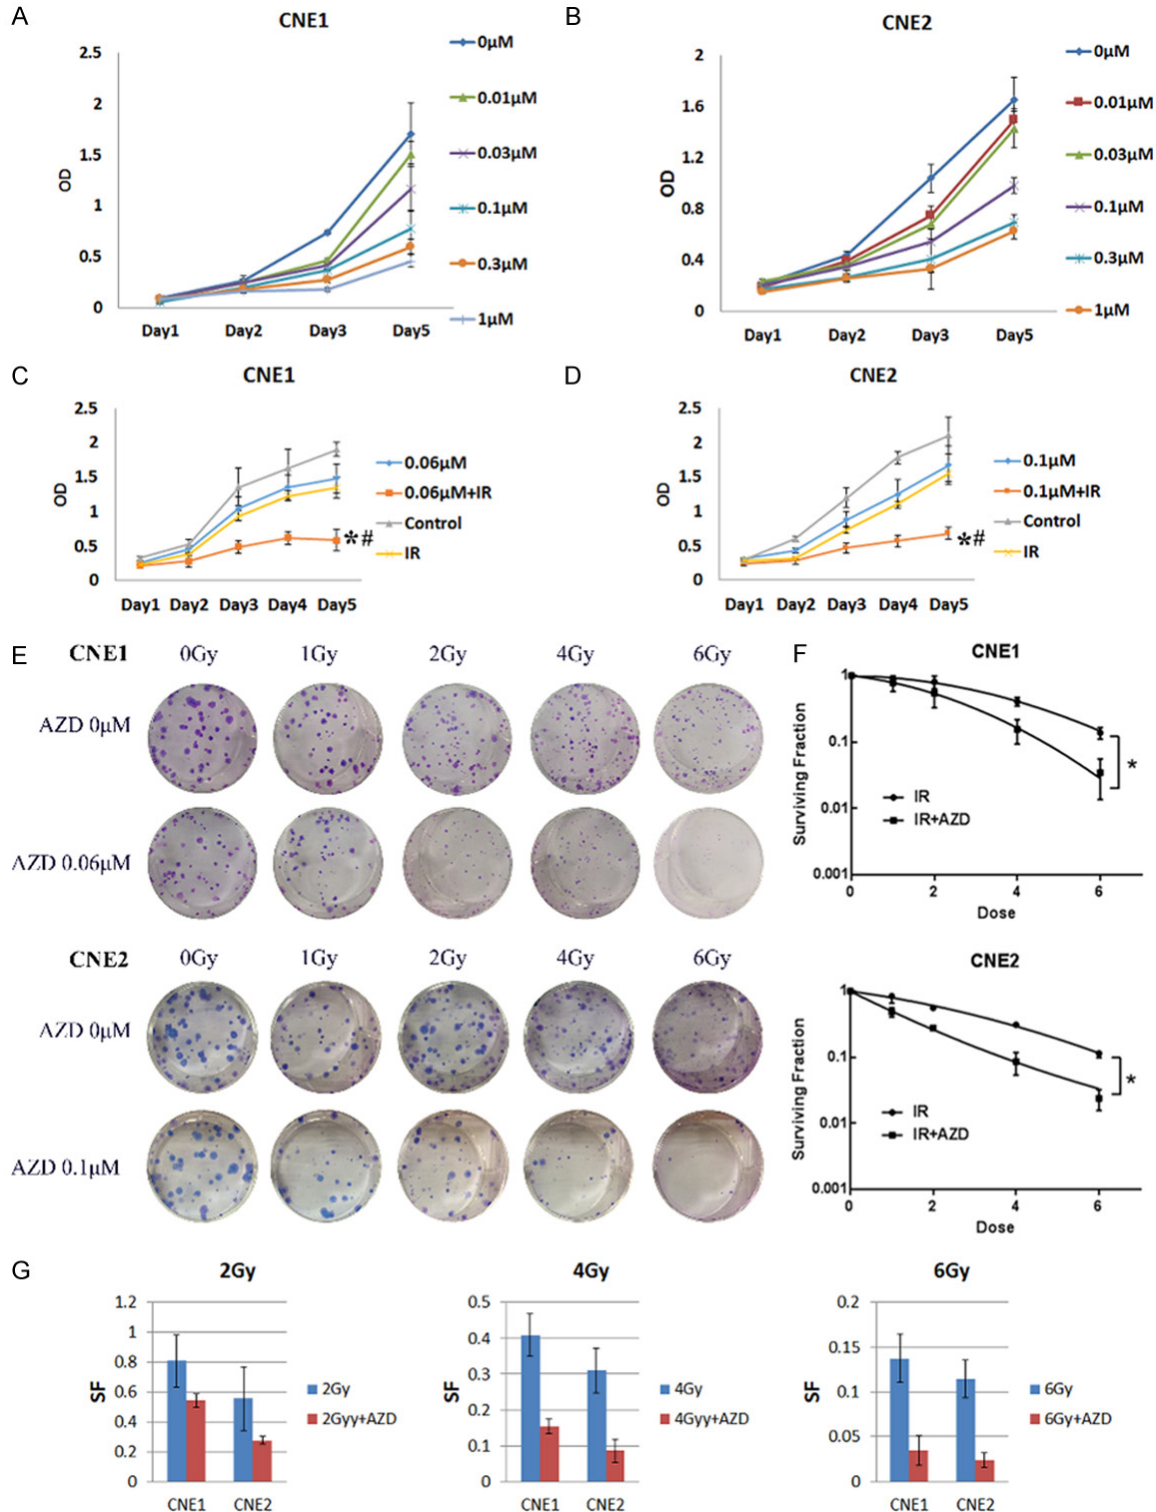 A
CNE1
2.5
2
1.5
1
0.5
0
OD
Day1 Day2 Day3 Day5
0µM
0.01µM
0.03µM
0.1µM
0.3µM
1µM
B
CNE2
2
1.6
1.2
0.8
0.4
0
OD
Day1 Day2 Day3 Day5
0µM
0.01µM
0.03µM
0.1µM
0.3µM
1µM
C
CNE1
2.5
2
1.5
1
0.5
0
OD
Day1 Day2 Day3 Day4 Day5
*#
0.06µM
0.06µM+IR
Control
IR
D
CNE2
2.5
2
1.5
1
0.5
0
OD
Day1 Day2 Day3 Day4 Day5
*#
0.1µM
0.1µM+IR
Control
IR
E
CNE1 0Gy 1Gy 2Gy 4Gy 6Gy
AZD 0µM
AZD 0.06µM
CNE2 0Gy 1Gy 2Gy 4Gy 6Gy
AZD 0µM
AZD 0.1µM
F
CNE1
1
0.1
0.01
0.001
Surviving Fraction
IR
IR+AZD
*
0 2 4 6
Dose
CNE2
1
0.1
0.01
0.001
Surviving Fraction
IR
IR+AZD
*
0 2 4 6
Dose
G
2Gy
1.2
1
0.8
0.6
0.4
0.2
0
SF
CNE1 CNE2
2Gy
2Gyy+AZD
4Gy
0.5
0.4
0.3
0.2
0.1
0
SF
CNE1 CNE2
4Gy
4Gyy+AZD
6Gy
0.2
0.15
0.1
0.05
0
SF
CNE1 CNE2
6Gy
6Gy+AZD